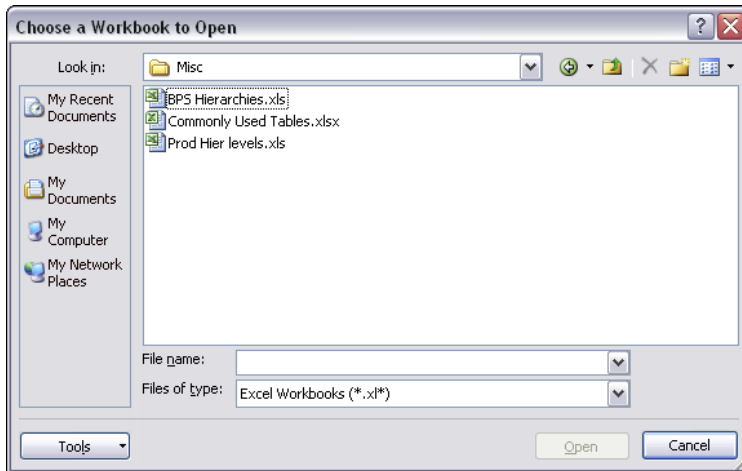 Choose a Workbook to Open
Look in:
Misc
My Recent
Documents
Desktop
My
Documents
My
Computer
My Network
Places
BPS Hierarchies.xls
Commonly Used Tables.xlsx
Prod Hier levels.xls
File name:
Files of type:
Excel Workbooks (*.xl*)
Tools
Open
Cancel